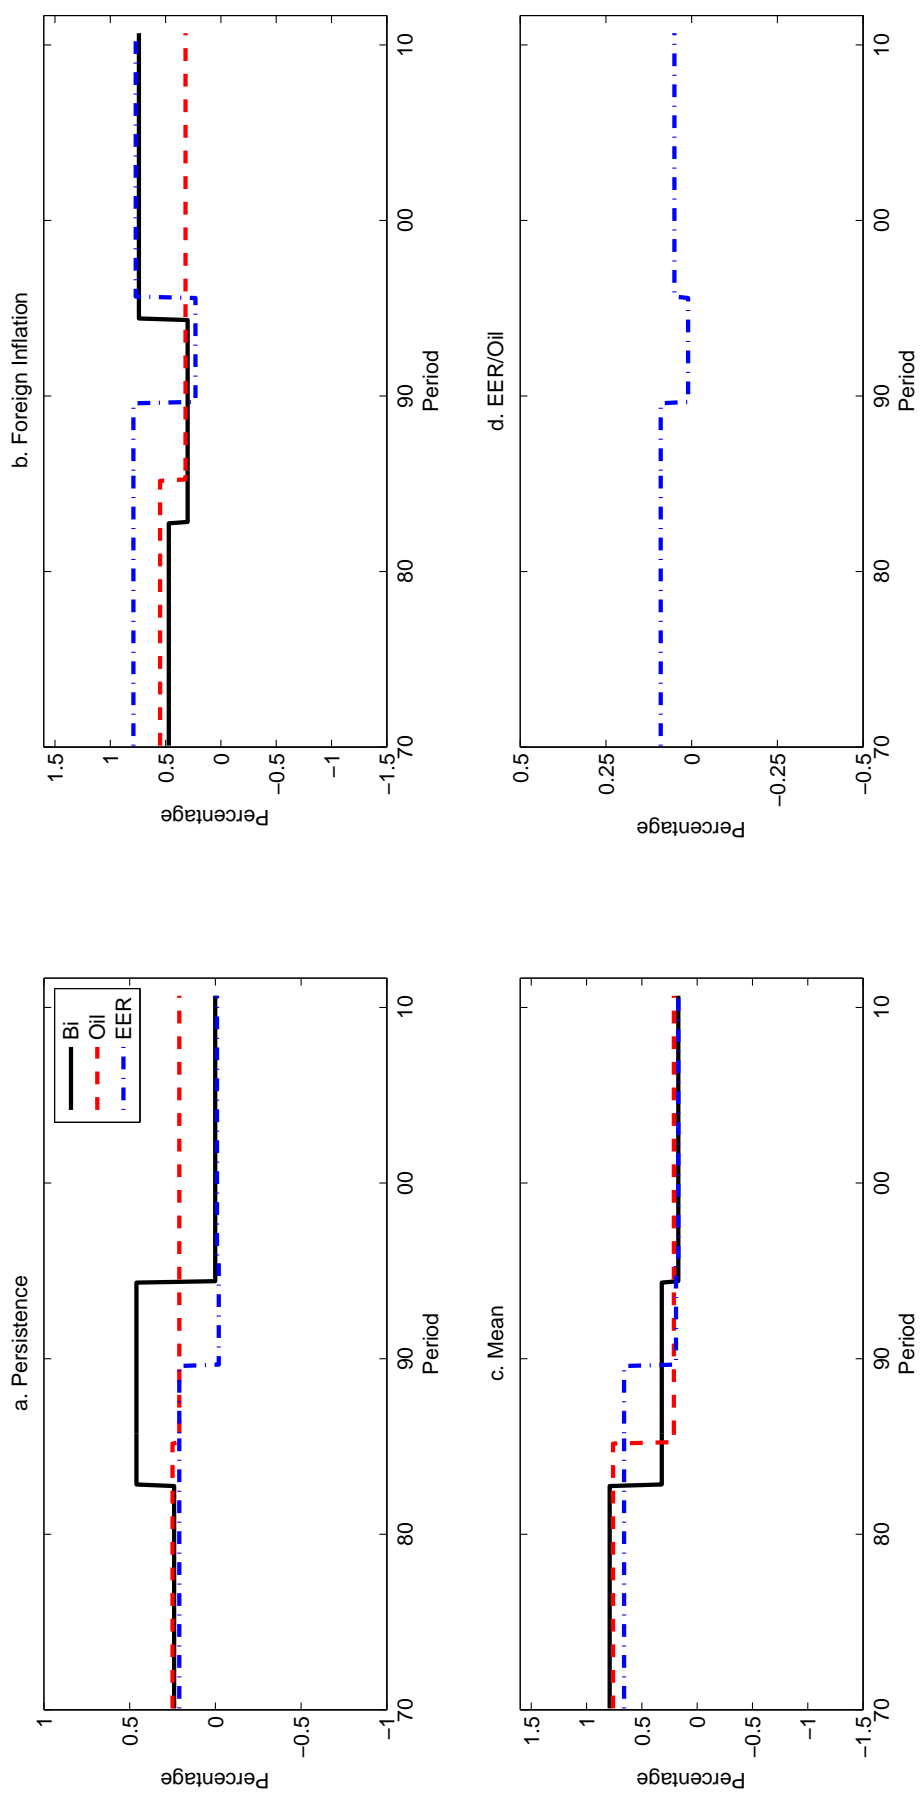 a. Persistence
1
0.5
0
−0.5
−1
Percentage
70
80
90
00
10
Period
Bi
Oil
EER
b. Foreign Inflation
1.5
1
0.5
0
−0.5
−1
−1.5
Percentage
70
80
90
00
10
Period
c. Mean
1.5
1
0.5
0
−0.5
−1
−1.5
Percentage
70
80
90
00
10
Period
d. EER/Oil
0.5
0.25
0
−0.25
−0.5
Percentage
70
80
90
00
10
Period